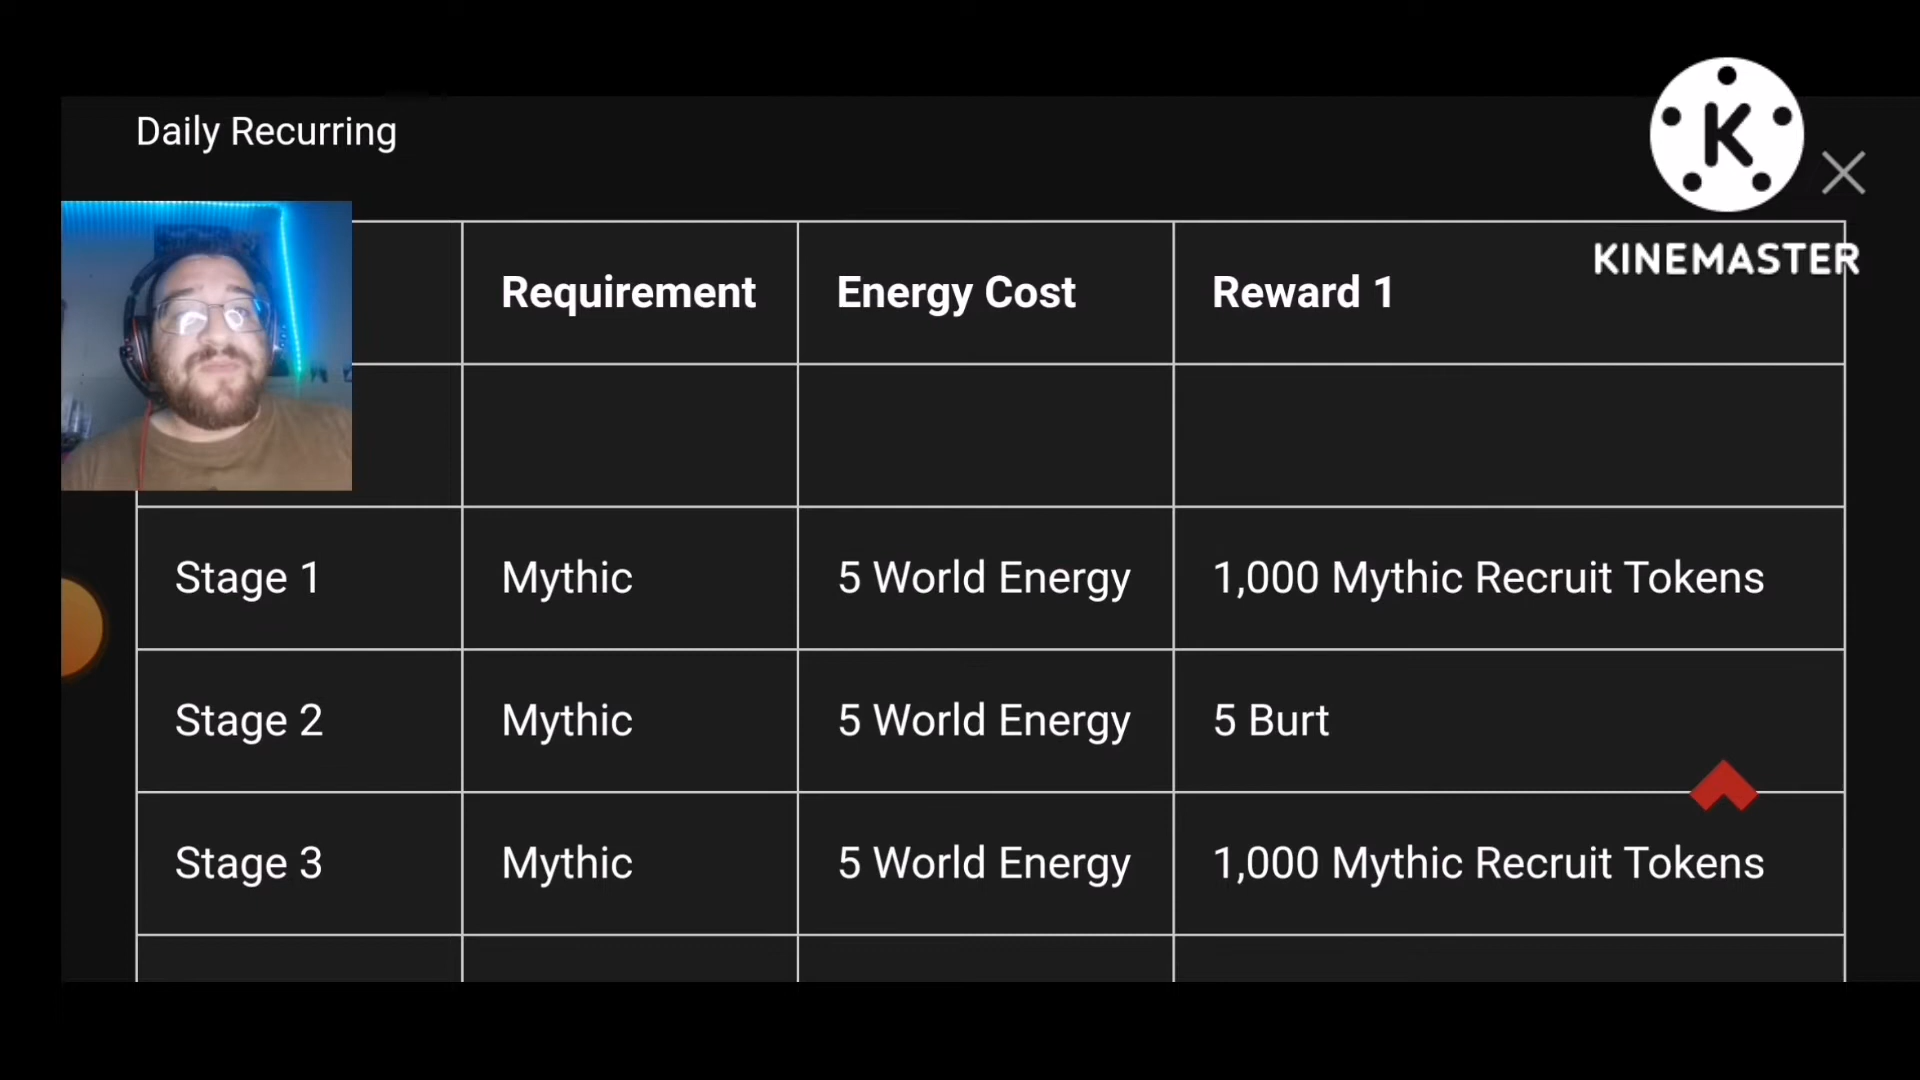 Daily Recurring
K
KINEMASTER
Requirement Energy Cost Reward 1
Stage 1 Mythic 5 World Energy 1,000 Mythic Recruit Tokens
Stage 2 Mythic 5 World Energy 5 Burt
Stage 3 Mythic 5 World Energy 1,000 Mythic Recruit Tokens